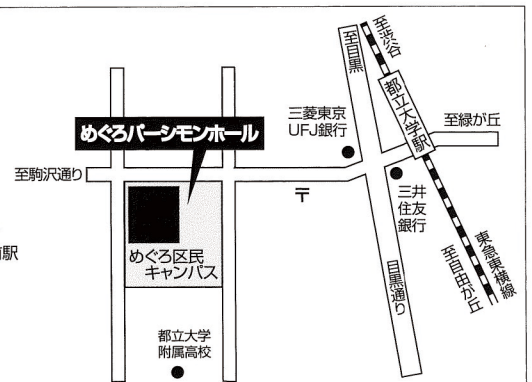 至渋谷
至目黒
都立大学駅
三菱東京
UFJ銀行
至緑が丘
めぐろパーシモンホール
至駒沢通り
〒
三井
住友
銀行
前駅
めぐろ区民
キャンパス
目黒通り
至自由が丘
東急東横線
都立大学
附属高校